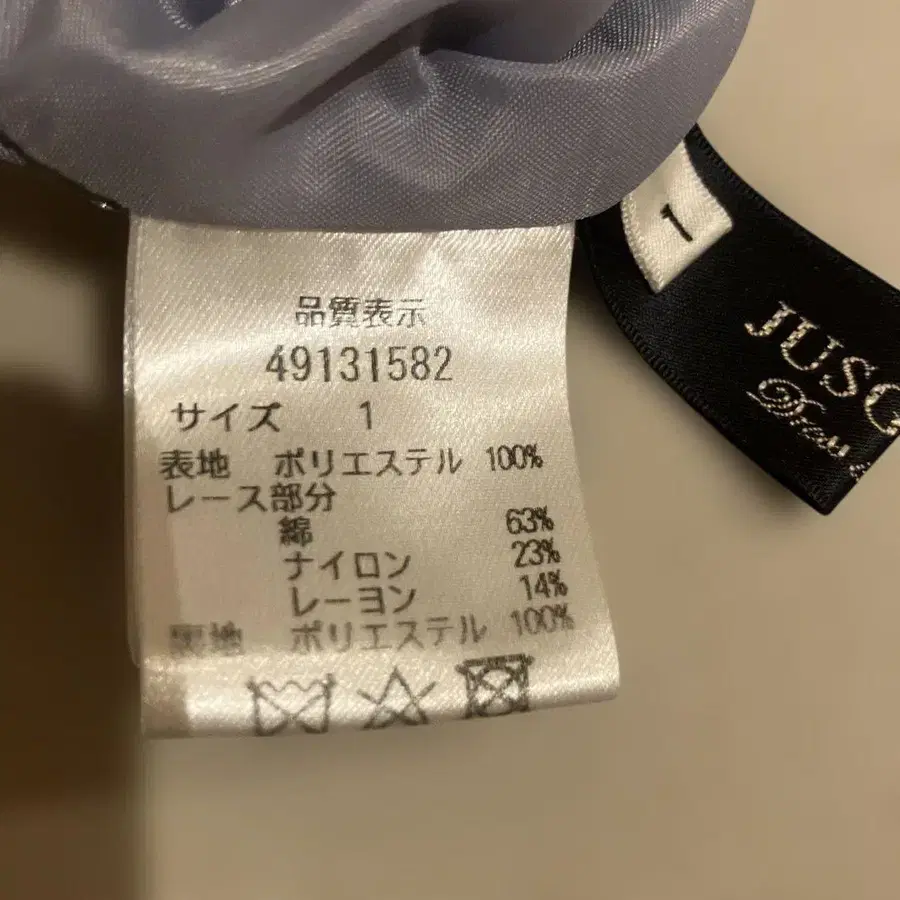 品質表示
49131582
サイズ 1
表地 ポリエステル 100%
レース部分
綿 63%
ナイロン 23%
レーヨン 14%
裏地 ポリエステル 100%
1
JUSG
Dress